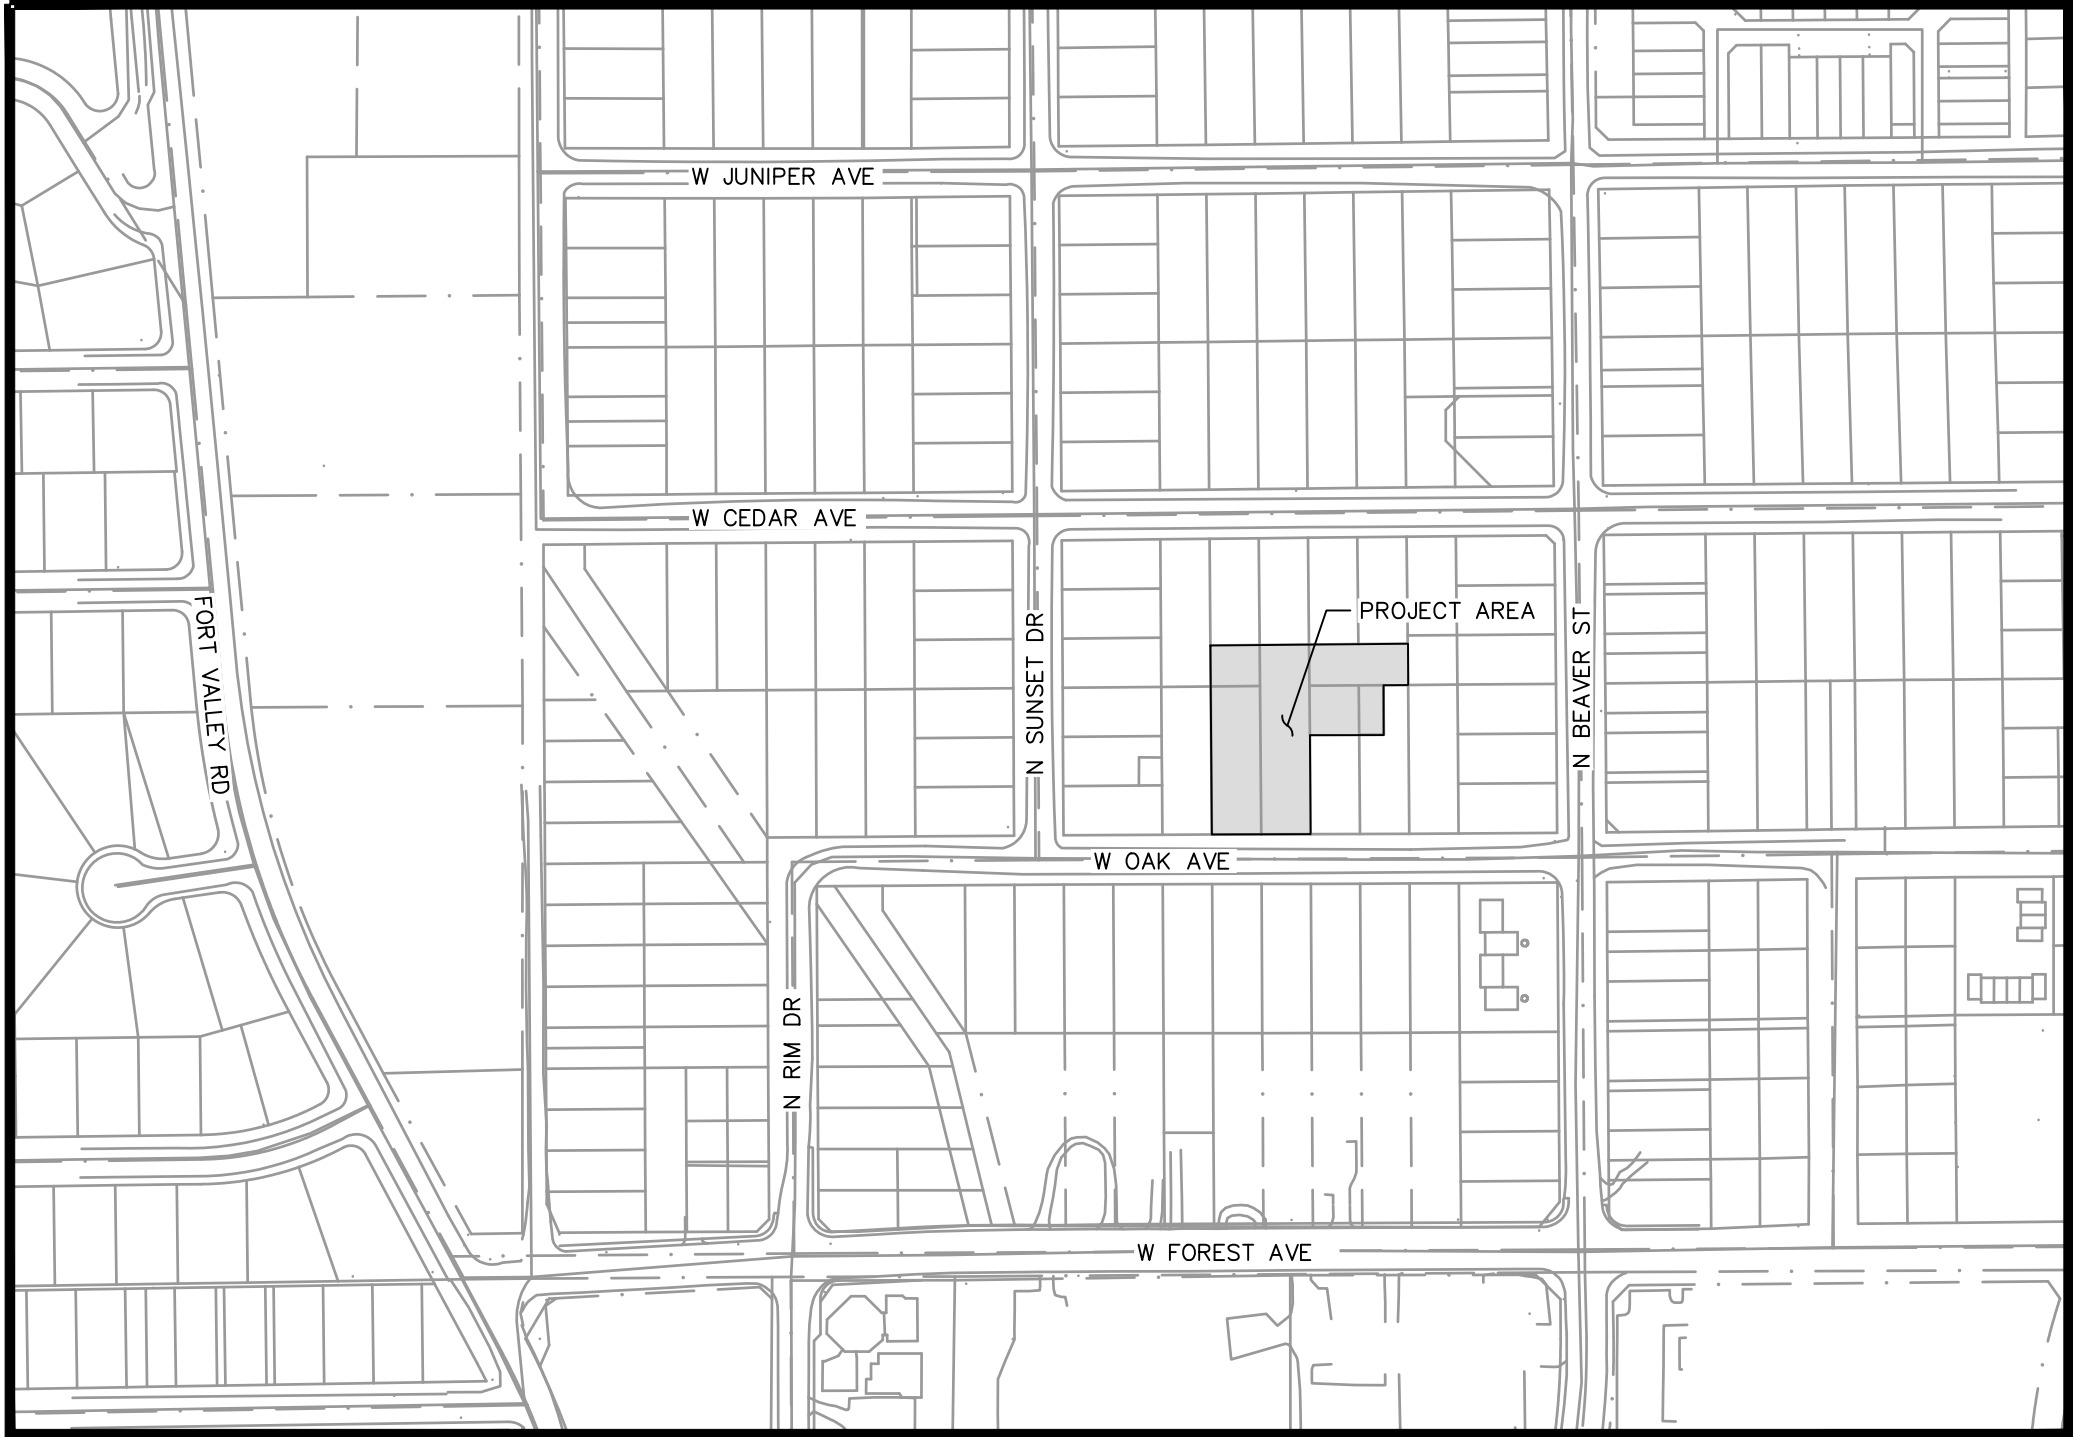 W JUNIPER AVE
W CEDAR AVE
FORT VALLEY RD
N SUNSET DR
PROJECT AREA
N BEAVER ST
W OAK AVE
N RIM DR
W FOREST AVE